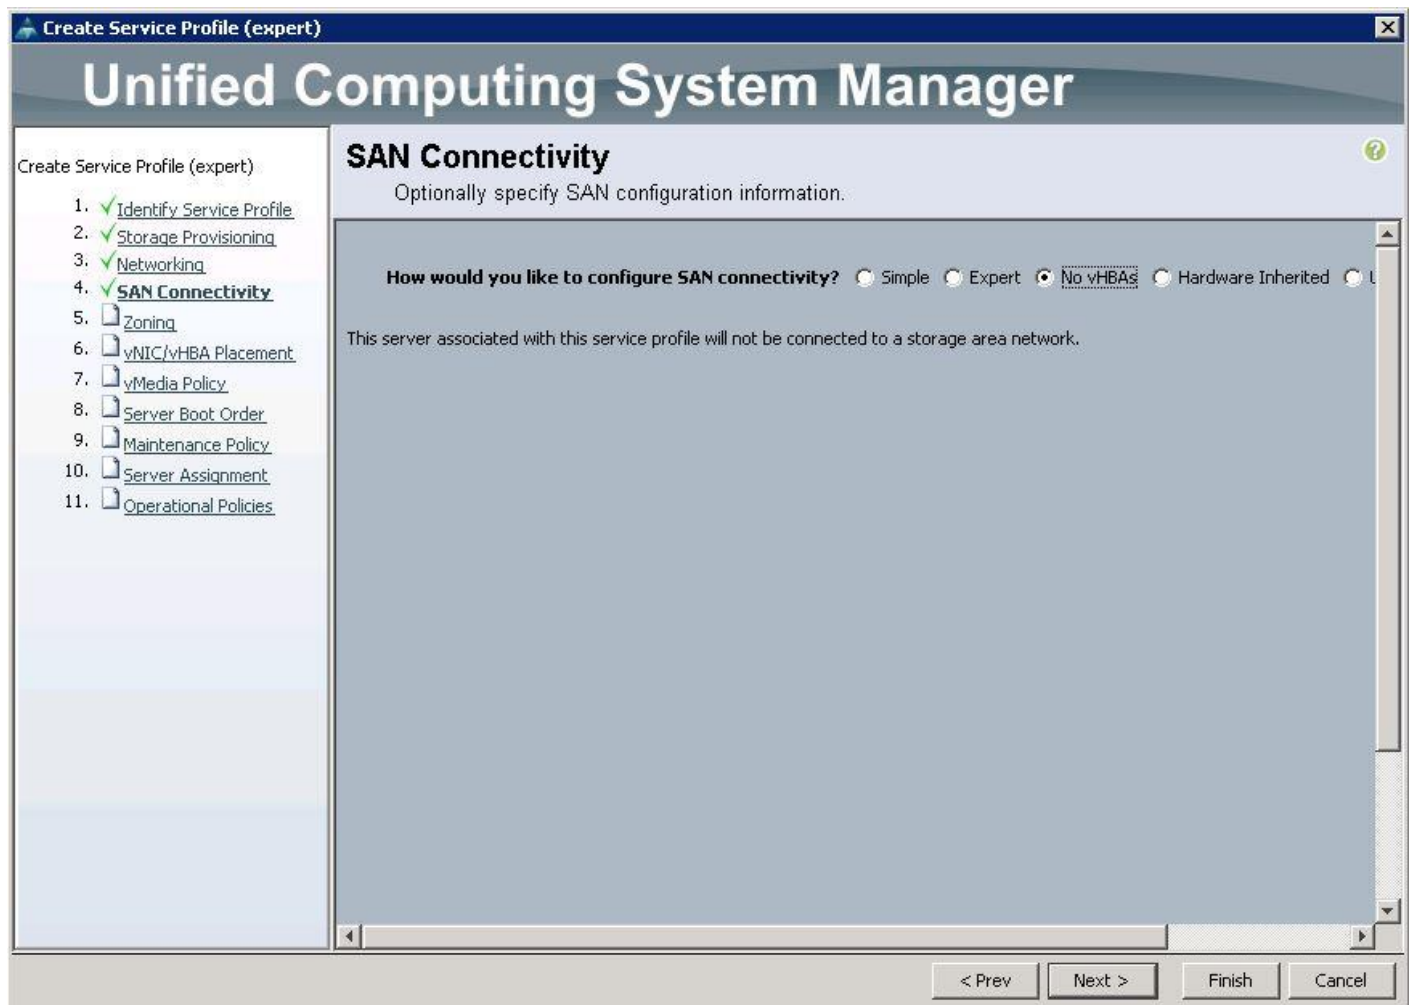 Create Service Profile (expert)
Unified Computing System Manager
Create Service Profile (expert)
1. Identify Service Profile
2. Storage Provisioning
3. Networking
4. SAN Connectivity
5. Zoning
6. vNIC/vHBA Placement
7. vMedia Policy
8. Server Boot Order
9. Maintenance Policy
10. Server Assignment
11. Operational Policies
SAN Connectivity
Optionally specify SAN configuration information.
How would you like to configure SAN connectivity? Simple Expert No vHBAs Hardware Inherited
This server associated with this service profile will not be connected to a storage area network.
< Prev Next > Finish Cancel